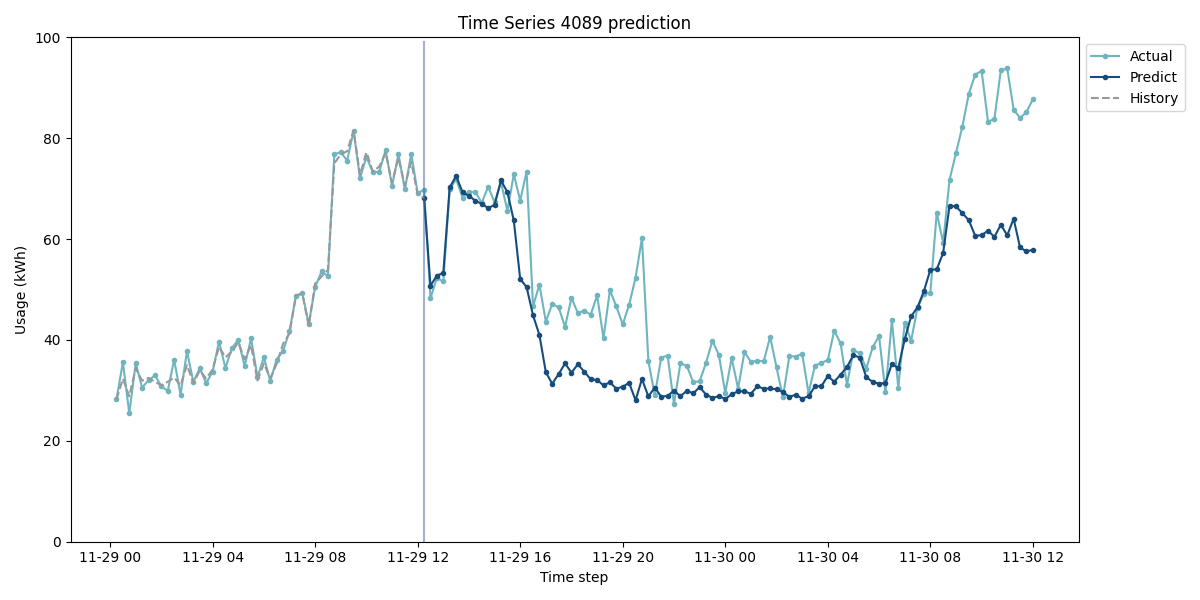 Time Series 4089 prediction
100
80
60
40
20
0
Usage (kWh)
11-29 00
11-29 04
11-29 08
11-29 12
11-29 16
11-29 20
11-30 00
11-30 04
11-30 08
11-30 12
Time step
Actual
Predict
History